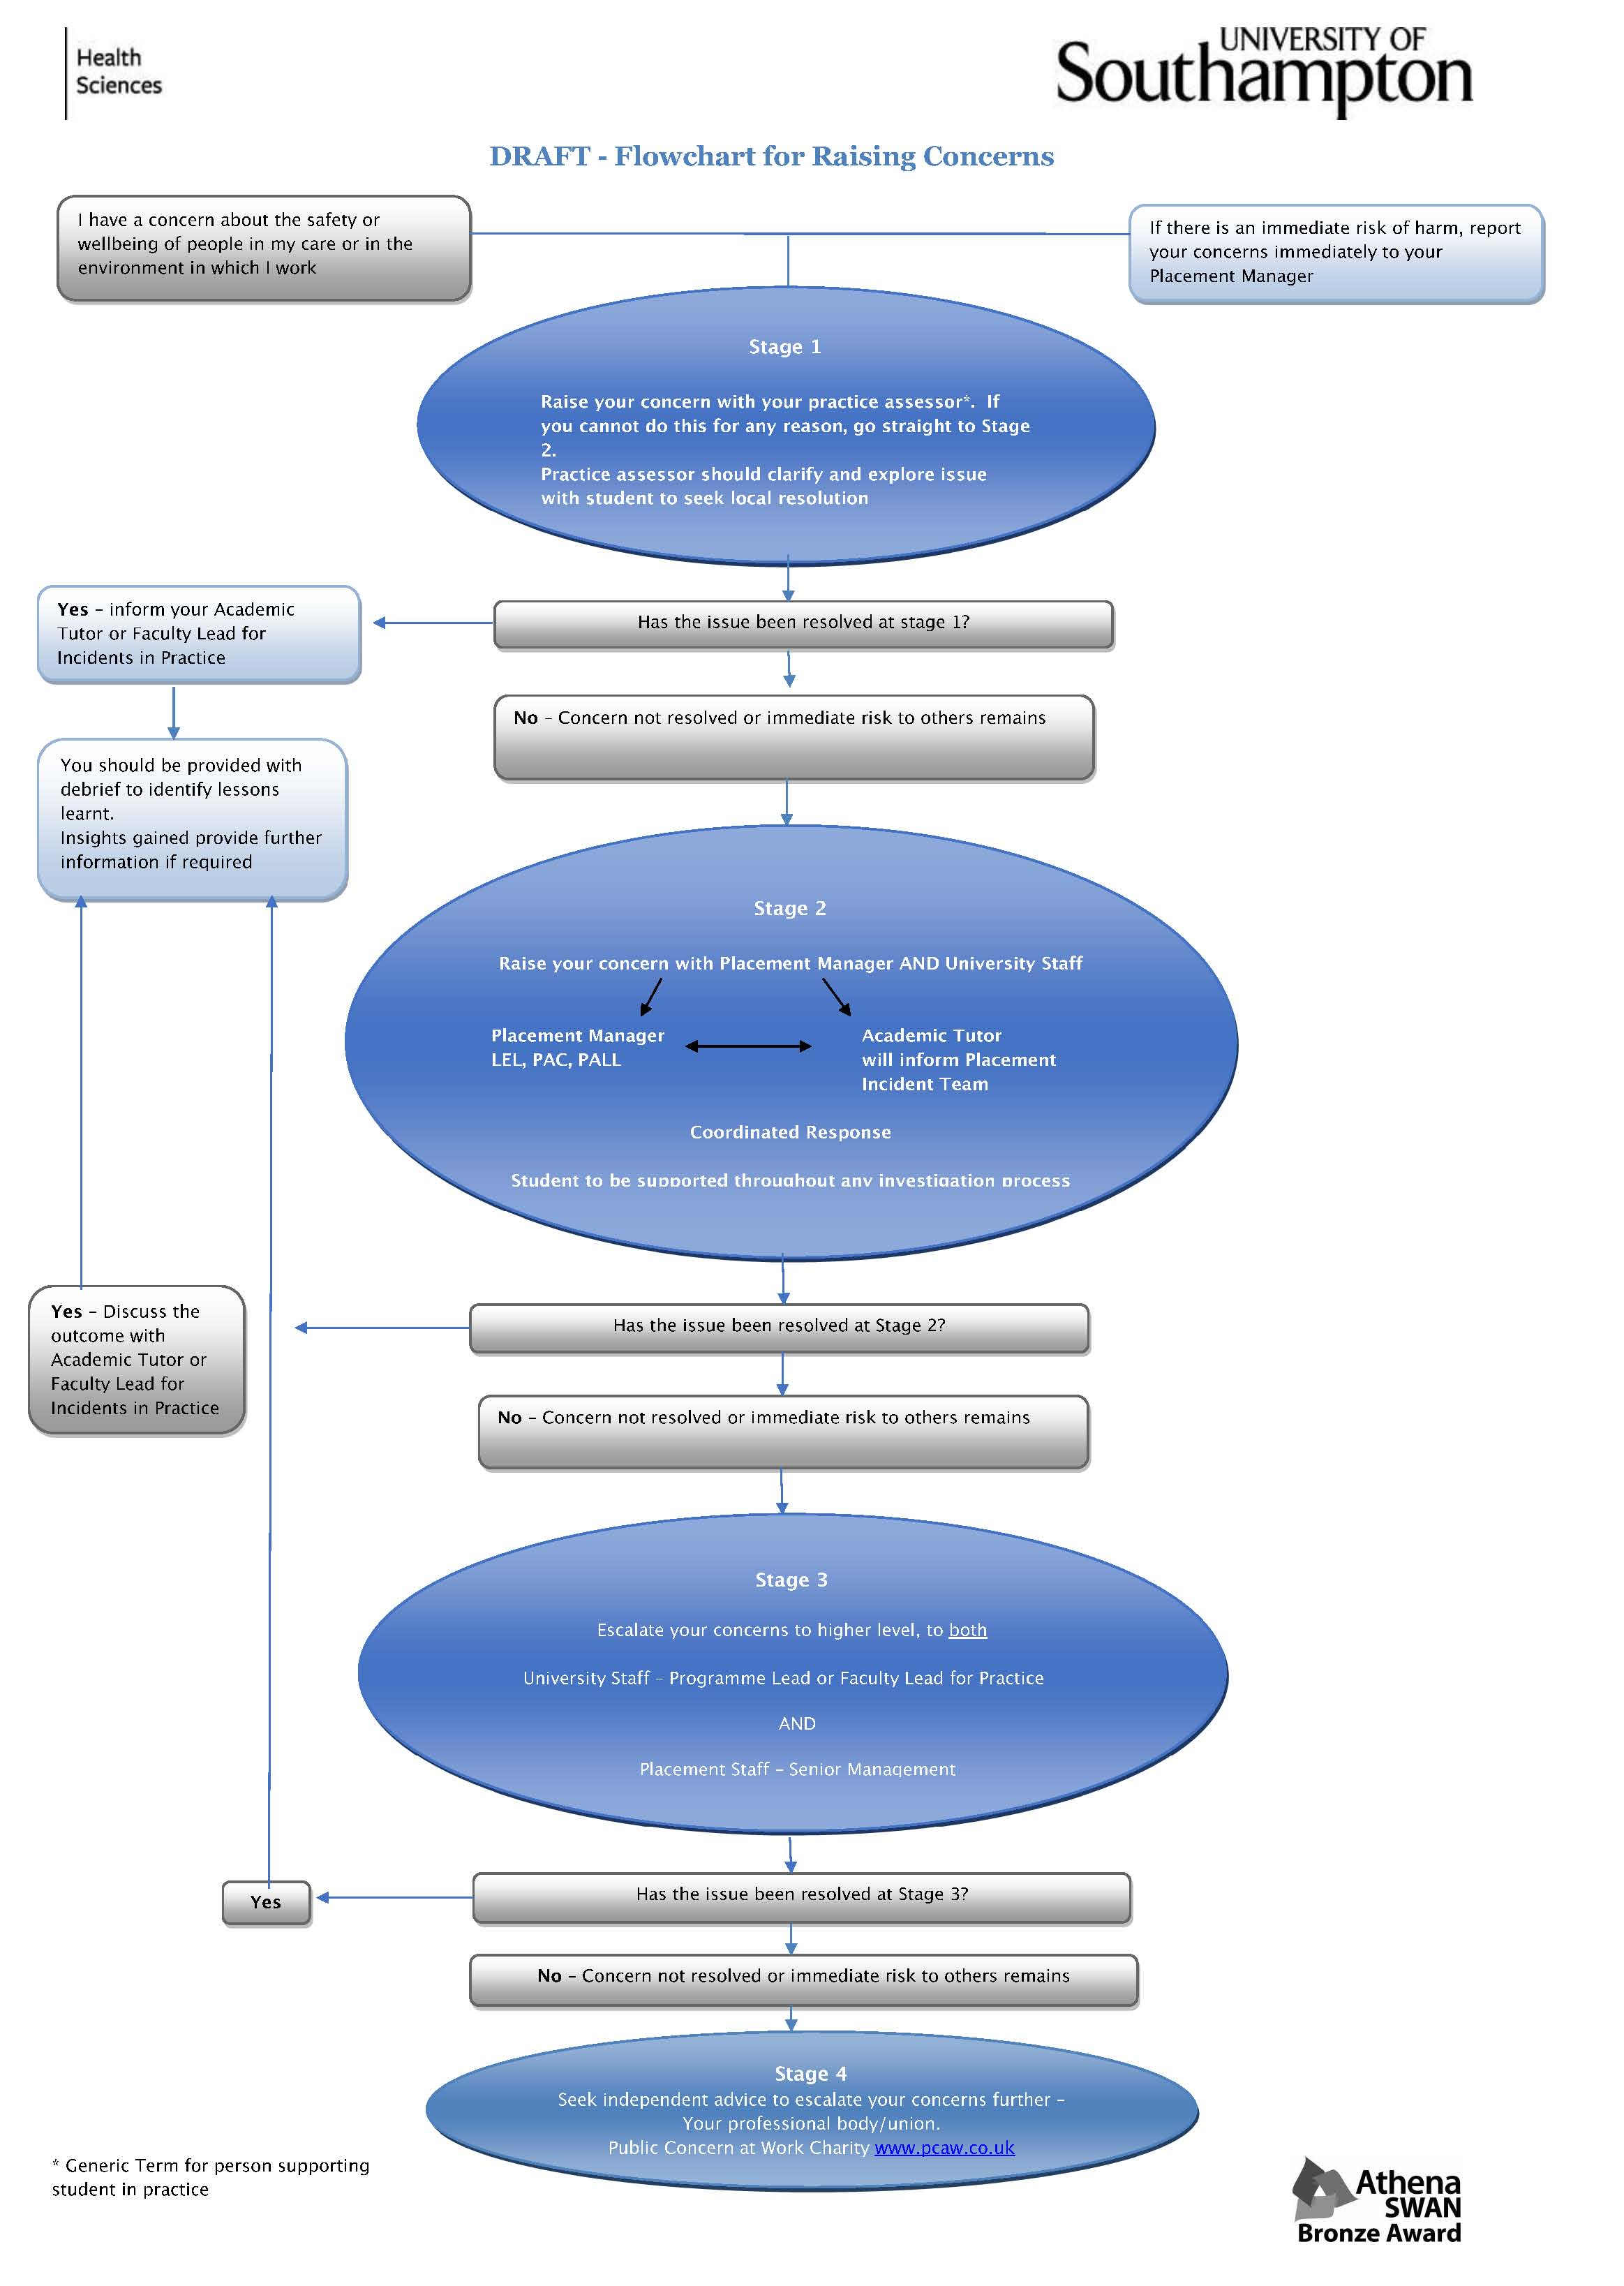 Health
Sciences
UNIVERSITY OF
Southampton
DRAFT - Flowchart for Raising Concerns
I have a concern about the safety or
wellbeing of people in my care or in the
environment in which I work
If there is an immediate risk of harm, report
your concerns immediately to your
Placement Manager
Stage 1
Raise your concern with your practice assessor*. If
you cannot do this for any reason, go straight to Stage
2.
Practice assessor should clarify and explore issue
with student to seek local resolution
Yes – inform your Academic
Tutor or Faculty Lead for
Incidents in Practice
Has the issue been resolved at stage 1?
No – Concern not resolved or immediate risk to others remains
You should be provided with
debrief to identify lessons
learnt.
Insights gained provide further
information if required
Stage 2
Raise your concern with Placement Manager AND University Staff
Placement Manager
LEL, PAC, PALL
Academic Tutor
will inform Placement
Incident Team
Coordinated Response
Student to be supported throughout any investigation process
Yes – Discuss the
outcome with
Academic Tutor or
Faculty Lead for
Incidents in Practice
Has the issue been resolved at Stage 2?
No – Concern not resolved or immediate risk to others remains
Stage 3
Escalate your concerns to higher level, to both
University Staff – Programme Lead or Faculty Lead for Practice
AND
Placement Staff – Senior Management
Yes
Has the issue been resolved at Stage 3?
No – Concern not resolved or immediate risk to others remains
Stage 4
Seek independent advice to escalate your concerns further –
Your professional body/union.
Public Concern at Work Charity www.pcaw.co.uk
* Generic Term for person supporting
student in practice
Athena
SWAN
Bronze Award